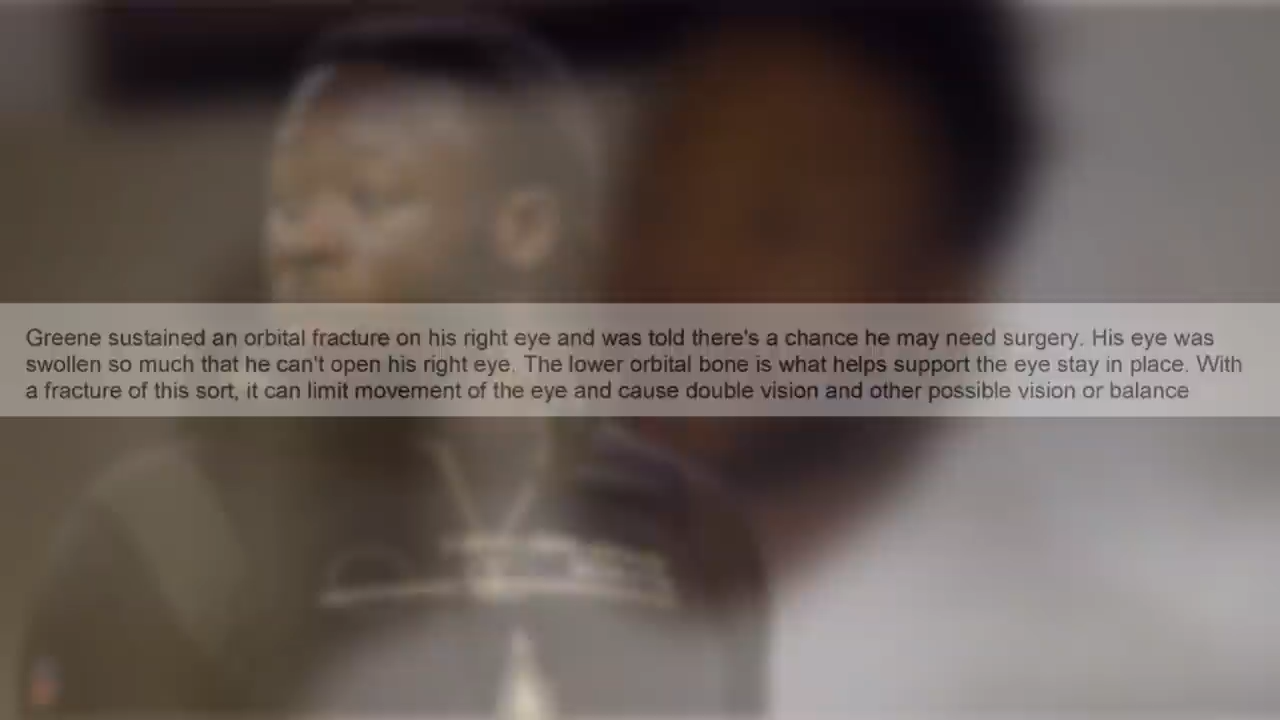 Greene sustained an orbital fracture on his right eye and was told there's a chance he may need surgery. His eye was
swollen so much that he can't open his right eye. The lower orbital bone is what helps support the eye stay in place. With
a fracture of this sort, it can limit movement of the eye and cause double vision and other possible vision or balance